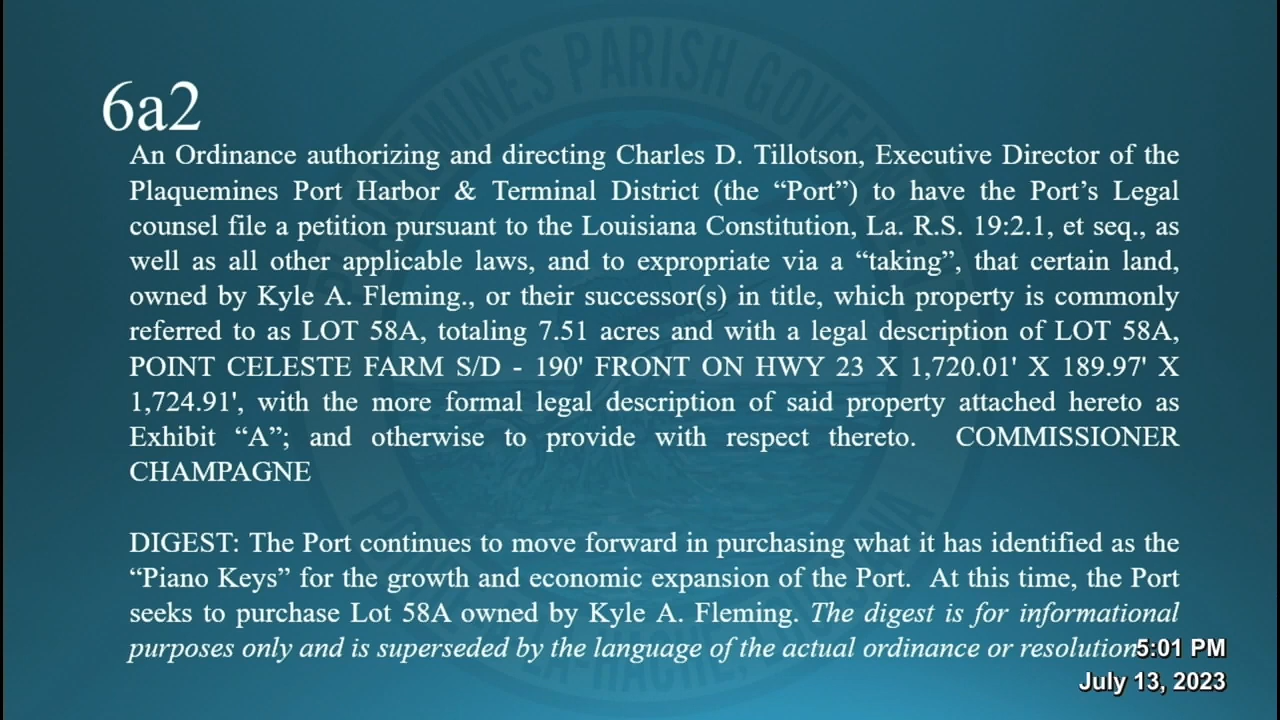 6a2
An Ordinance authorizing and directing Charles D. Tillotson, Executive Director of the
Plaquemines Port Harbor & Terminal District (the “Port”) to have the Port’s Legal
counsel file a petition pursuant to the Louisiana Constitution, La. R.S. 19:2.1, et seq., as
well as all other applicable laws, and to expropriate via a “taking”, that certain land,
owned by Kyle A. Fleming., or their successor(s) in title, which property is commonly
referred to as LOT 58A, totaling 7.51 acres and with a legal description of LOT 58A,
POINT CELESTE FARM S/D - 190' FRONT ON HWY 23 X 1,720.01' X 189.97' X
1,724.91', with the more formal legal description of said property attached hereto as
Exhibit “A”; and otherwise to provide with respect thereto. COMMISSIONER
CHAMPAGNE
DIGEST: The Port continues to move forward in purchasing what it has identified as the
“Piano Keys” for the growth and economic expansion of the Port. At this time, the Port
seeks to purchase Lot 58A owned by Kyle A. Fleming. The digest is for informational
purposes only and is superseded by the language of the actual ordinance or resolution
5:01 PM
July 13, 2023